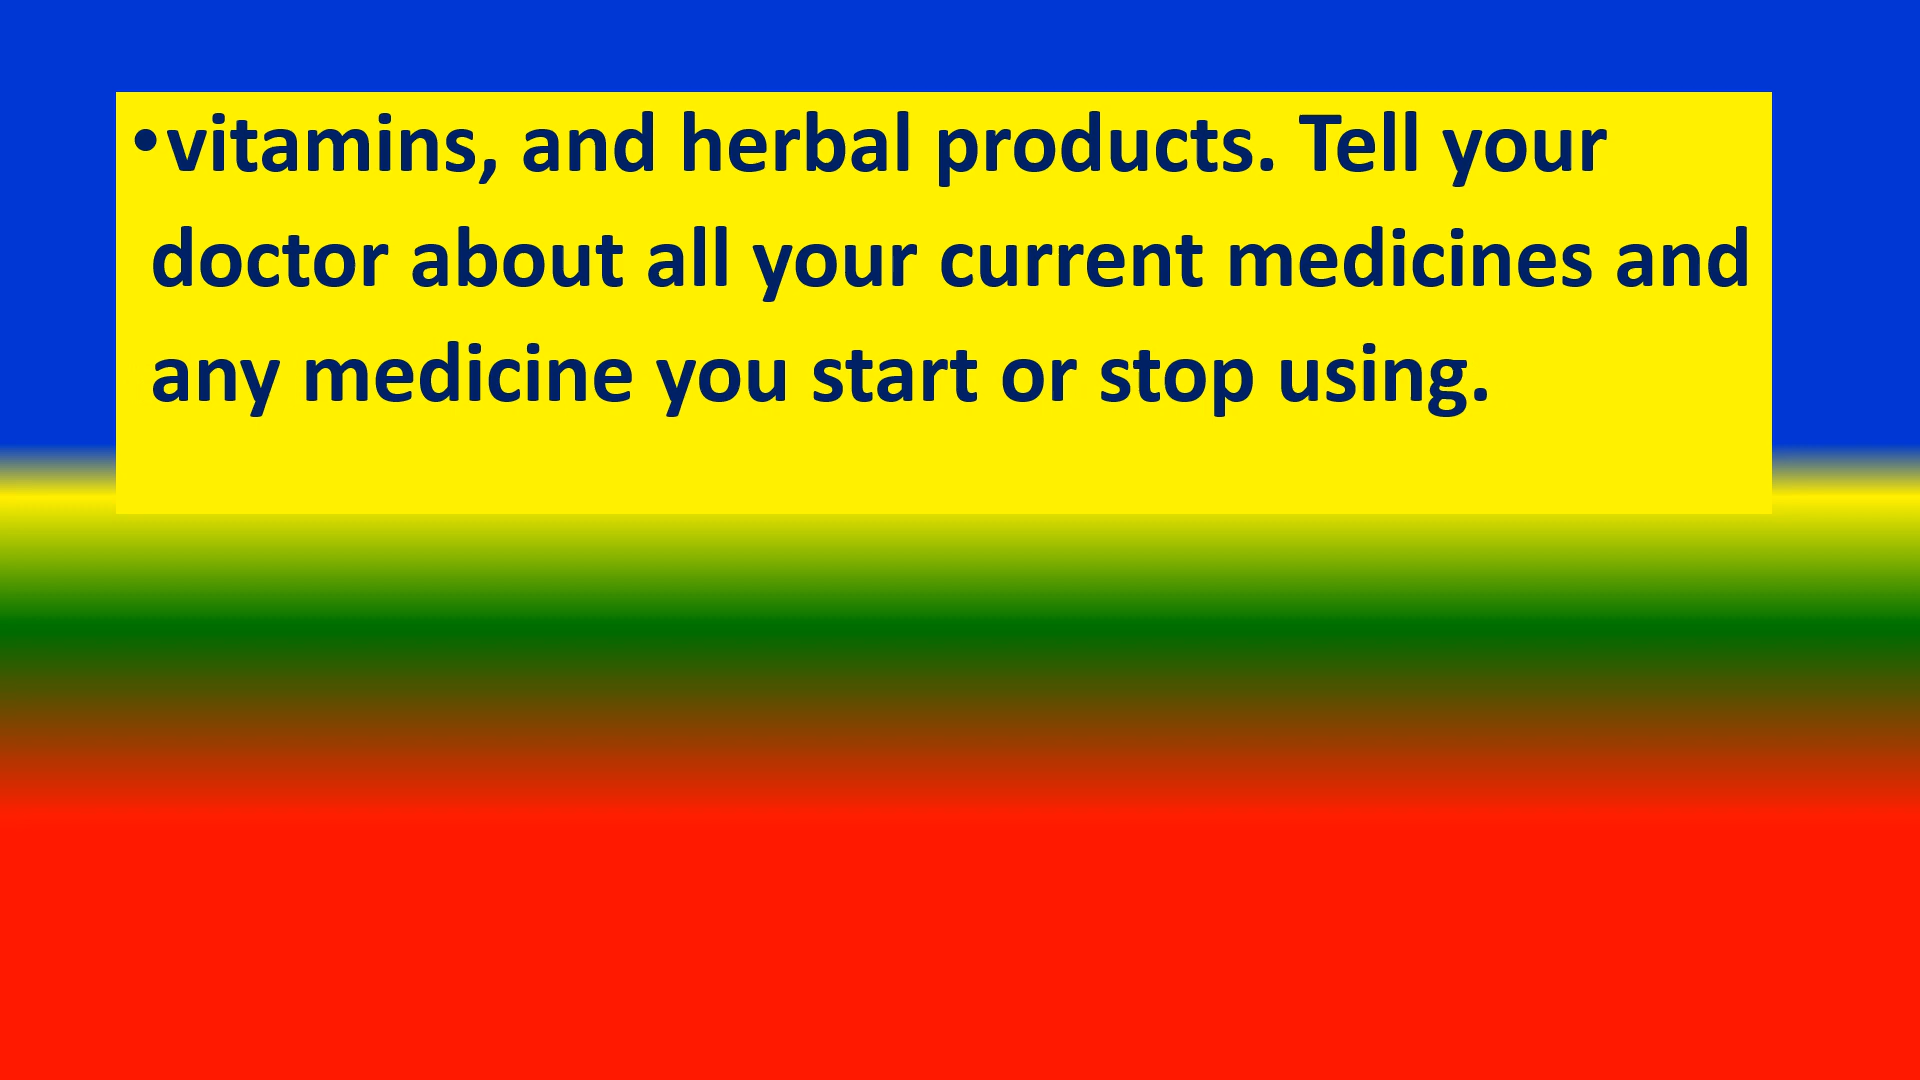 •vitamins, and herbal products. Tell your
doctor about all your current medicines and
any medicine you start or stop using.